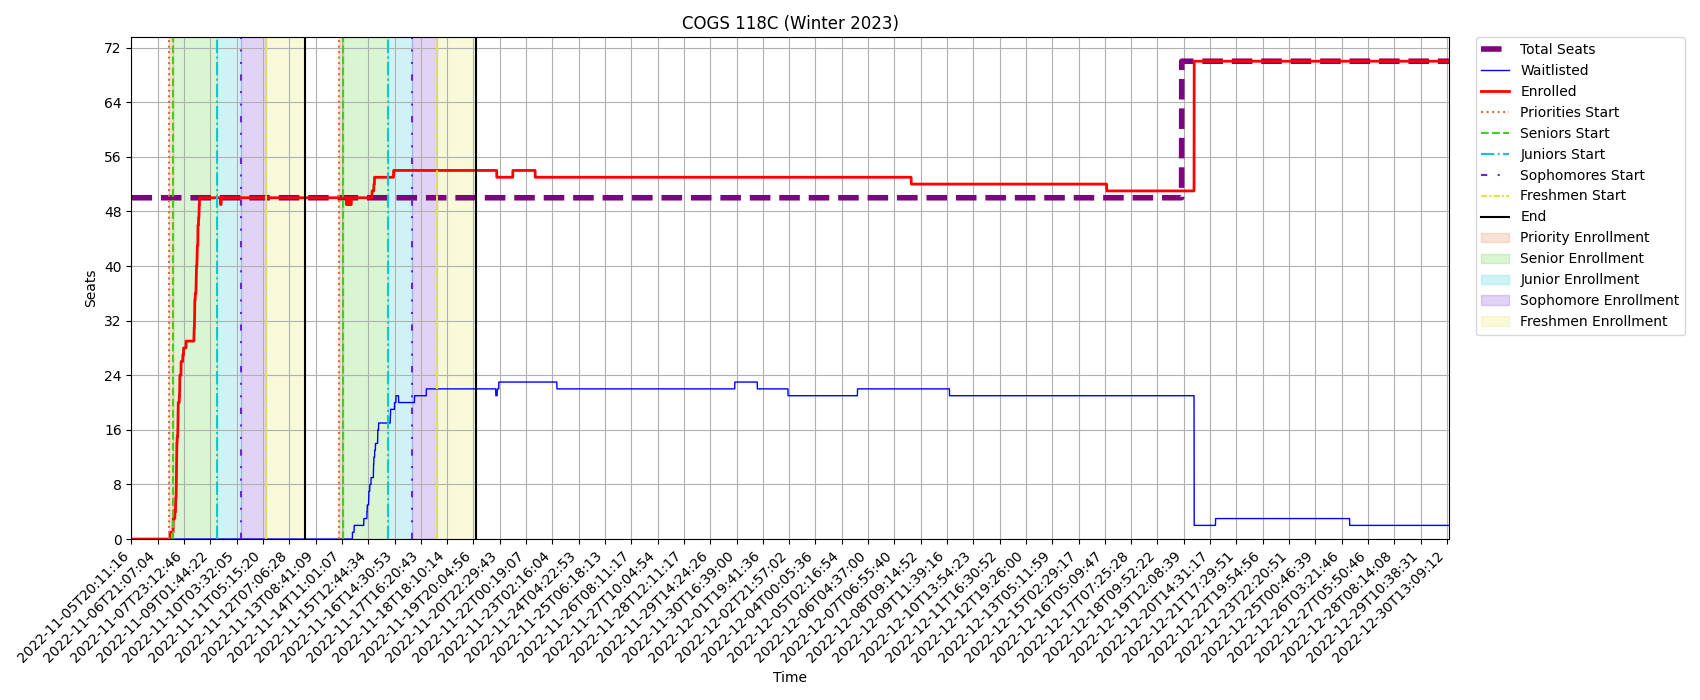 COGS 118C (Winter 2023)
Seats
72
64
56
48
40
32
24
16
8
0
2022-11-05T20:11:16
2022-11-06T21:07:04
2022-11-07T23:12:46
2022-11-09T01:44:22
2022-11-10T03:32:05
2022-11-11T05:15:20
2022-11-12T07:06:28
2022-11-13T08:41:09
2022-11-14T11:01:07
2022-11-15T12:44:34
2022-11-16T14:30:53
2022-11-17T16:20:43
2022-11-18T18:10:14
2022-11-19T20:04:56
2022-11-20T22:29:43
2022-11-23T02:16:04
2022-11-24T04:22:53
2022-11-25T06:18:13
2022-11-26T08:11:17
2022-11-27T10:04:54
2022-11-28T12:11:17
2022-11-29T14:24:26
2022-11-30T16:39:00
2022-12-01T19:41:36
2022-12-02T21:57:02
2022-12-04T00:05:36
2022-12-05T02:16:54
2022-12-06T04:37:00
2022-12-07T06:55:40
2022-12-08T09:14:52
2022-12-09T11:39:16
2022-12-10T13:54:23
2022-12-11T16:30:52
2022-12-12T19:26:00
2022-12-13T05:11:59
2022-12-15T02:29:17
2022-12-16T05:09:47
2022-12-17T07:25:28
2022-12-18T09:52:22
2022-12-19T12:08:39
2022-12-20T14:31:17
2022-12-21T17:29:51
2022-12-22T19:54:56
2022-12-23T22:20:51
2022-12-25T00:46:39
2022-12-26T03:21:46
2022-12-27T05:50:46
2022-12-28T08:14:08
2022-12-29T10:38:31
2022-12-30T13:09:12
Time
Total Seats
Waitlisted
Enrolled
Priorities Start
Seniors Start
Juniors Start
Sophomores Start
Freshmen Start
End
Priority Enrollment
Senior Enrollment
Junior Enrollment
Sophomore Enrollment
Freshmen Enrollment